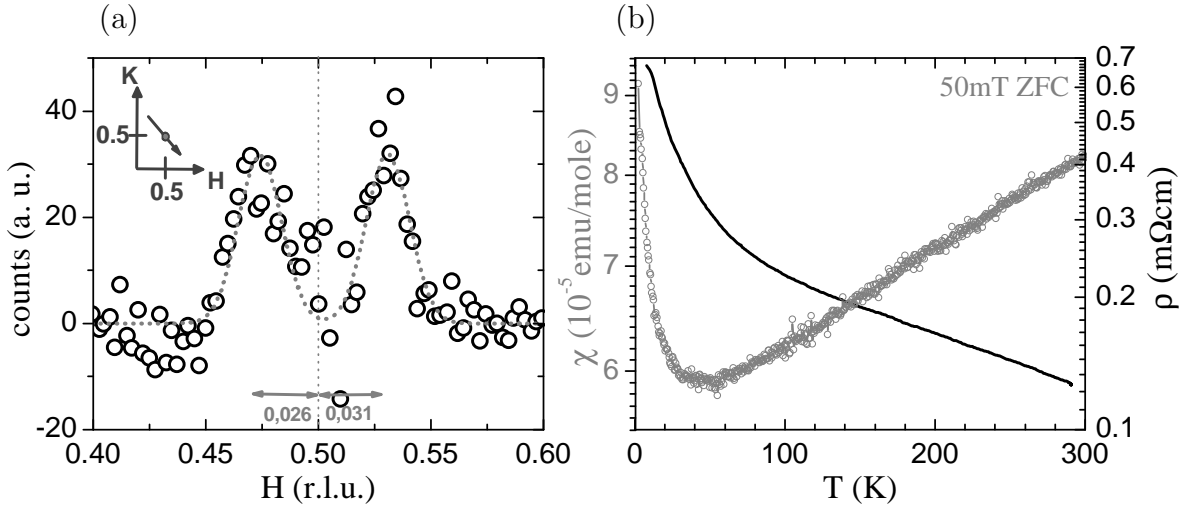 (a)
counts (a. u.)
40
20
0
-20
0.40
0.45
0.50
0.55
0.60
H (r.l.u.)
K
0.5
0.5
H
0,026
0,031
(b)
50mT ZFC
χ (10⁻⁵ emu/mole)
9
8
7
6
0
100
200
300
T (K)
0.7
0.6
0.5
0.4
0.3
0.2
0.1
ρ (mΩcm)